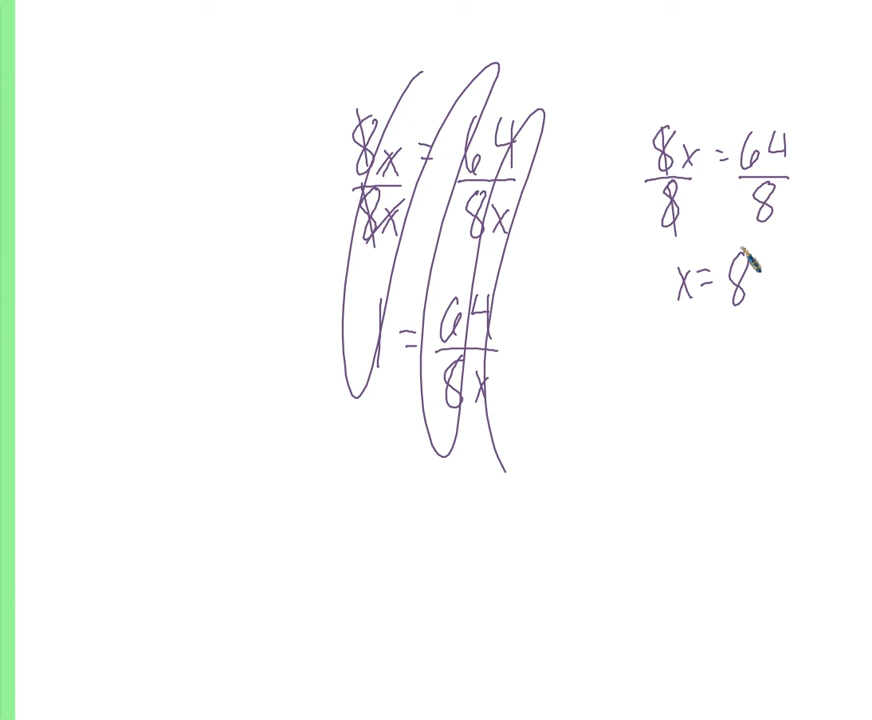 8x = 64
8x 8x
1 = 64
8x
8x = 64
8 8
x = 8